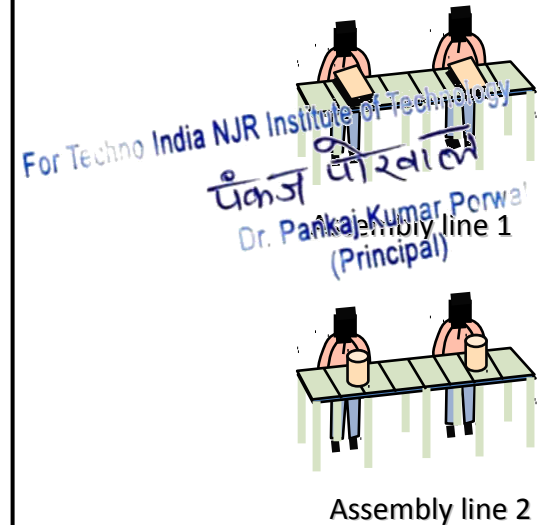 For Techno India NJR Institute of Technology
पंकज पोरवाल
Dr. Pankaj Kumar Porwal
(Principal)
Assembly line 1
Assembly line 2